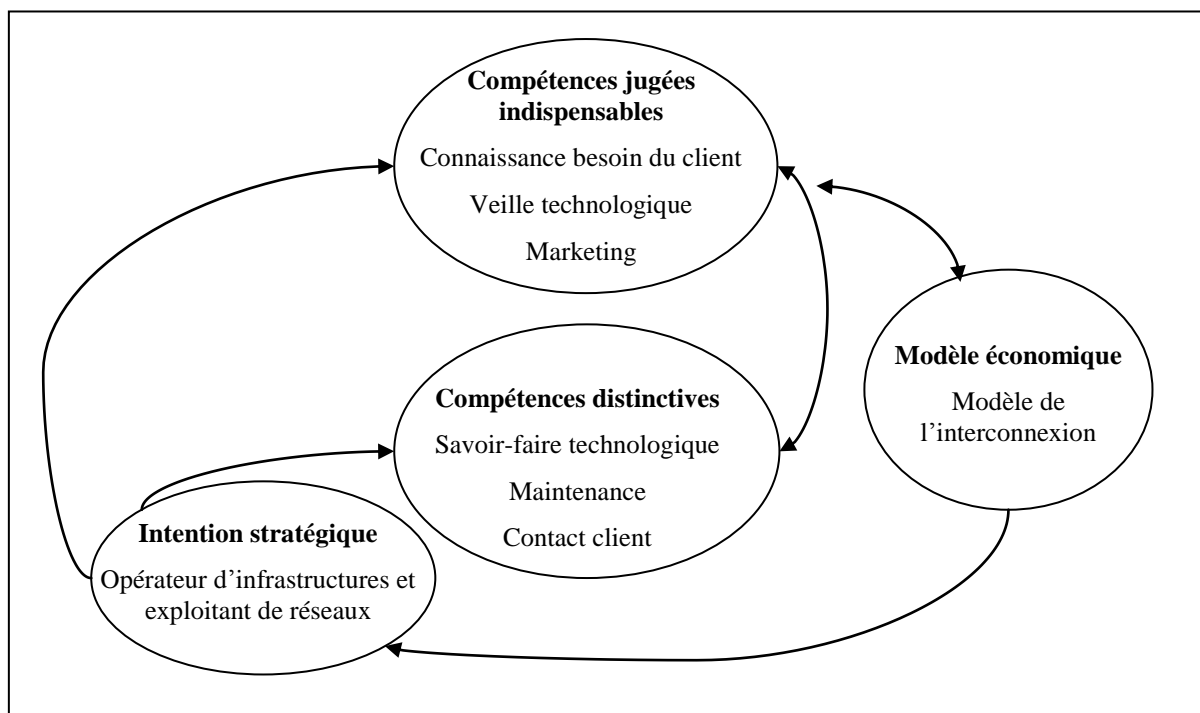 Compétences jugées
indispensables
Connaissance besoin du client
Veille technologique
Marketing
Modèle économique
Modèle de
l’interconnexion
Compétences distinctives
Savoir-faire technologique
Maintenance
Contact client
Intention stratégique
Opérateur d’infrastructures et
exploitant de réseaux